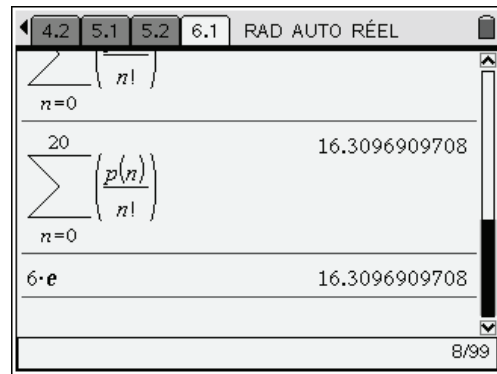 4.2 5.1 5.2 6.1 RAD AUTO RÉEL
n!
n=0
20
∑ (p(n)/n!) 16.3096909708
n=0
6·e 16.3096909708
8/99